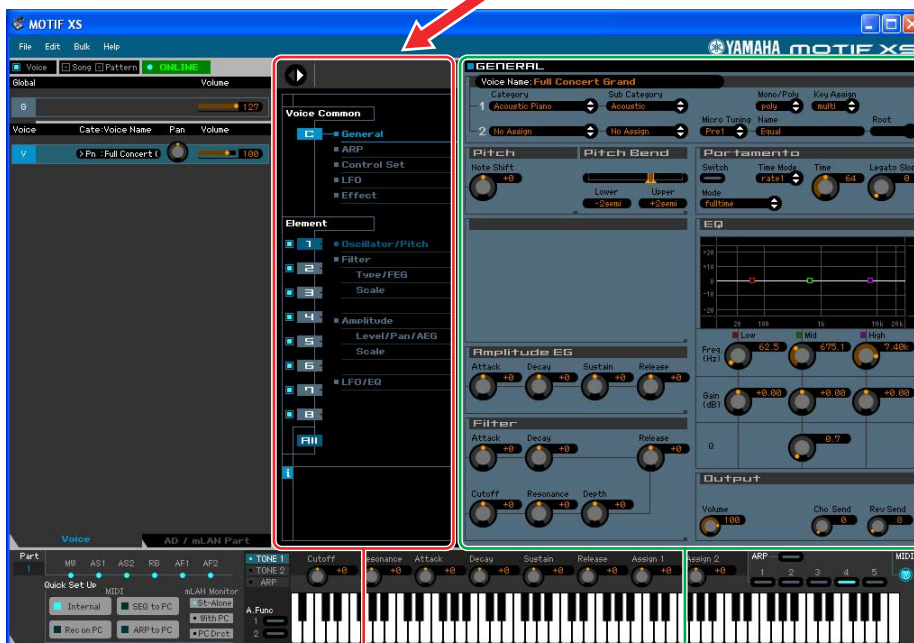 MOTIF XS
File Edit Bulk Help
YAMAHA MOTIF XS
Voice Song Pattern ONLINE
Global Volume
G 127
Voice Cate:Voice Name Pan Volume
V Pn :Full Concert 100
Voice
AD / mLAN Part
Voice Common
C General
ARP
Control Set
LFO
Effect
Element
1 Oscillator/Pitch
2 Filter
Type/FEG
3 Scale
4 Amplitude
5 Level/Pan/AEG
Scale
6
7 LFO/EQ
8
All
i
GENERAL
Voice Name:Full Concert Grand
Category Sub Category Mono/Poly Key Assign
1 Acoustic Piano Acoustic poly multi
Micro Tuning Name Root
2 No Assign No Assign Pre1 Equal
Pitch
Note Shift
+0
Pitch Bend
Lower Upper
-2semi +2semi
Portamento
Switch Time Mode Time Legato Slop
rate1 64 0
Mode
fulltime
EQ
+20
+10
0
-10
-20
20 100 1k 10k 20k
Low Mid High
Freq (Hz) 62.5 675.1 7.40k
Gain (dB) +0.00 +0.00 +0.00
Q 0.7
Amplitude EG
Attack Decay Sustain Release
+0 +0 +0 +0
Filter
Attack Decay Release
+0 +0 +0
Cutoff Resonance Depth
+0 +0 +0
Output
Volume Cho Send Rev Send
100 0 8
Part
1
MW AS1 AS2 RB AF1 AF2
Quick Set Up
MIDI mLAN Monitor
Internal SEQ to PC St-Alone
With PC
Rec on PC ARP to PC PC Drct
TONE 1
TONE 2
ARP
A.Func
1
2
Cutoff Resonance Attack Decay Sustain Release Assign 1 Assign 2
+0 +0 +0 +0 +0 +0 +0 +0
ARP
1 2 3 4 5
MIDI